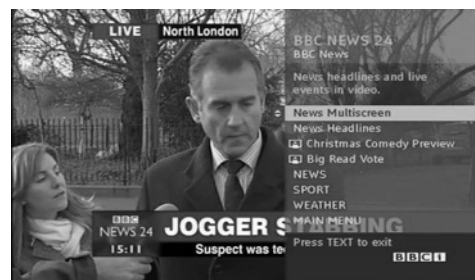 LIVE North London
BBC NEWS 24
BBC News
News headlines and live
events in video.
News Multiscreen
News Headlines
Christmas Comedy Preview
Big Read Vote
NEWS
SPORT
WEATHER
MAIN MENU
Press TEXT to exit
BBC i
BBC
NEWS 24
15:11
JOGGER STABBING
Suspect was